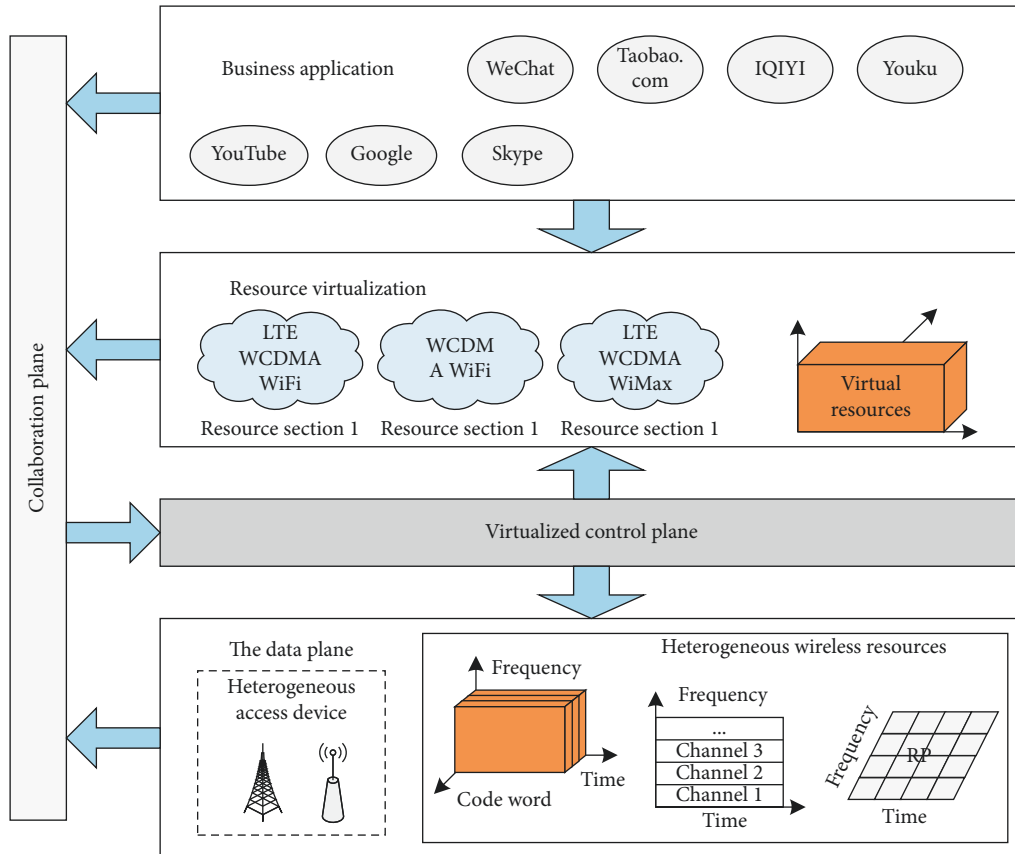 Collaboration plane
Business application
WeChat
Taobao.
com
IQIYI
Youku
YouTube
Google
Skype
Resource virtualization
LTE
WCDMA
WiFi
Resource section 1
WCDM
A WiFi
Resource section 1
LTE
WCDMA
WiMax
Resource section 1
Virtual
resources
Virtualized control plane
The data plane
Heterogeneous
access device
Heterogeneous wireless resources
Frequency
Time
Code word
Frequency
...
Channel 3
Channel 2
Channel 1
Time
Frequency
RP
Time